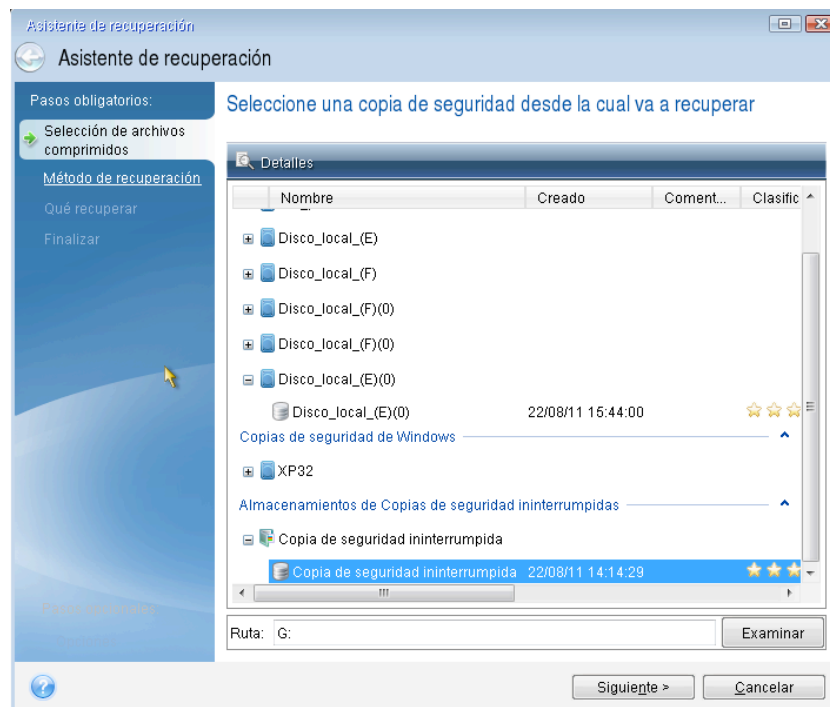 Asistente de recuperación
Asistente de recuperación
Pasos obligatorios:
Selección de archivos
comprimidos
Método de recuperación
Qué recuperar
Finalizar
Seleccione una copia de seguridad desde la cual va a recuperar
Detalles
Nombre Creado Coment... Clasific
Disco_local_(E)
Disco_local_(F)
Disco_local_(F)(0)
Disco_local_(F)(0)
Disco_local_(E)(0)
Disco_local_(E)(0) 22/08/11 15:44:00
Copias de seguridad de Windows
XP32
Almacenamientos de Copias de seguridad ininterrumpidas
Copia de seguridad ininterrumpida
Copia de seguridad ininterrumpida 22/08/11 14:14:29
Ruta: G:
Examinar
Siguiente >
Cancelar